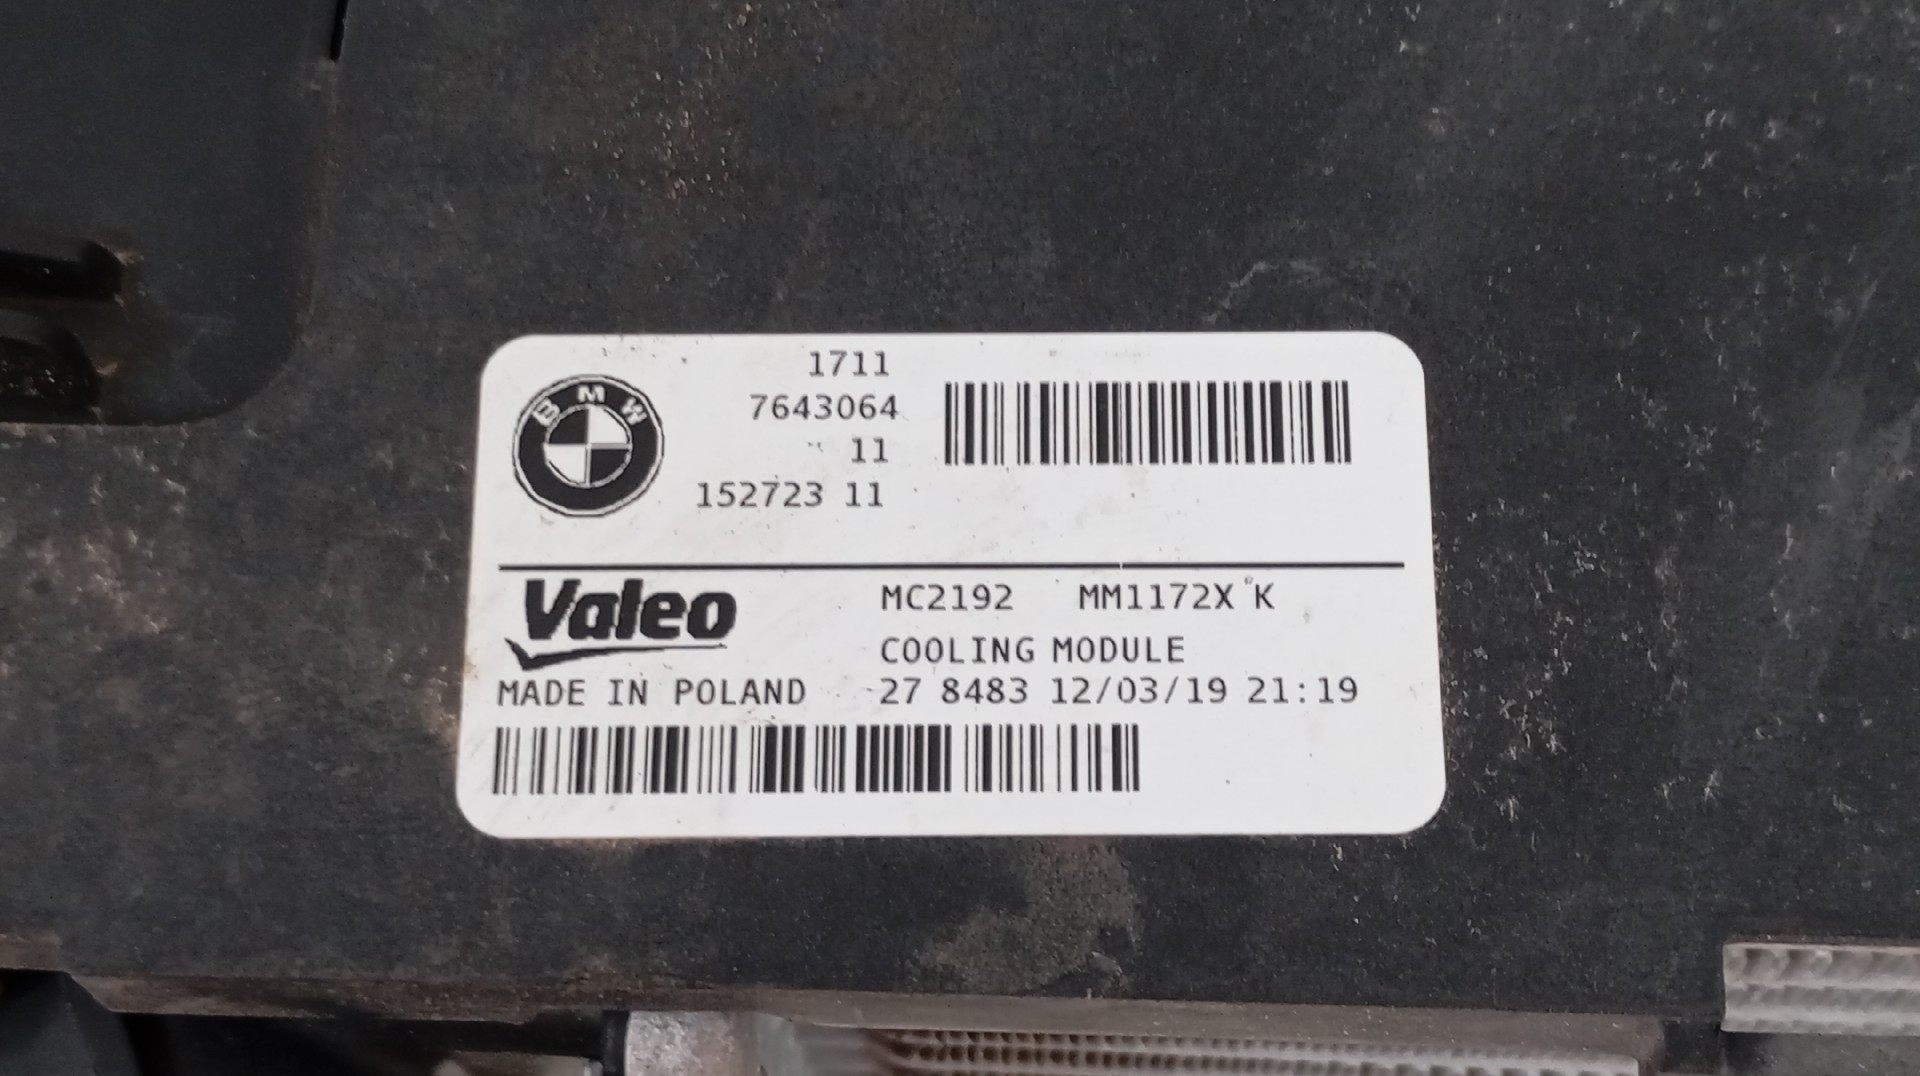 1711
7643064
11
152723 11
BMW
Valeo
MC2192 MM1172X K
COOLING MODULE
MADE IN POLAND 27 8483 12/03/19 21:19